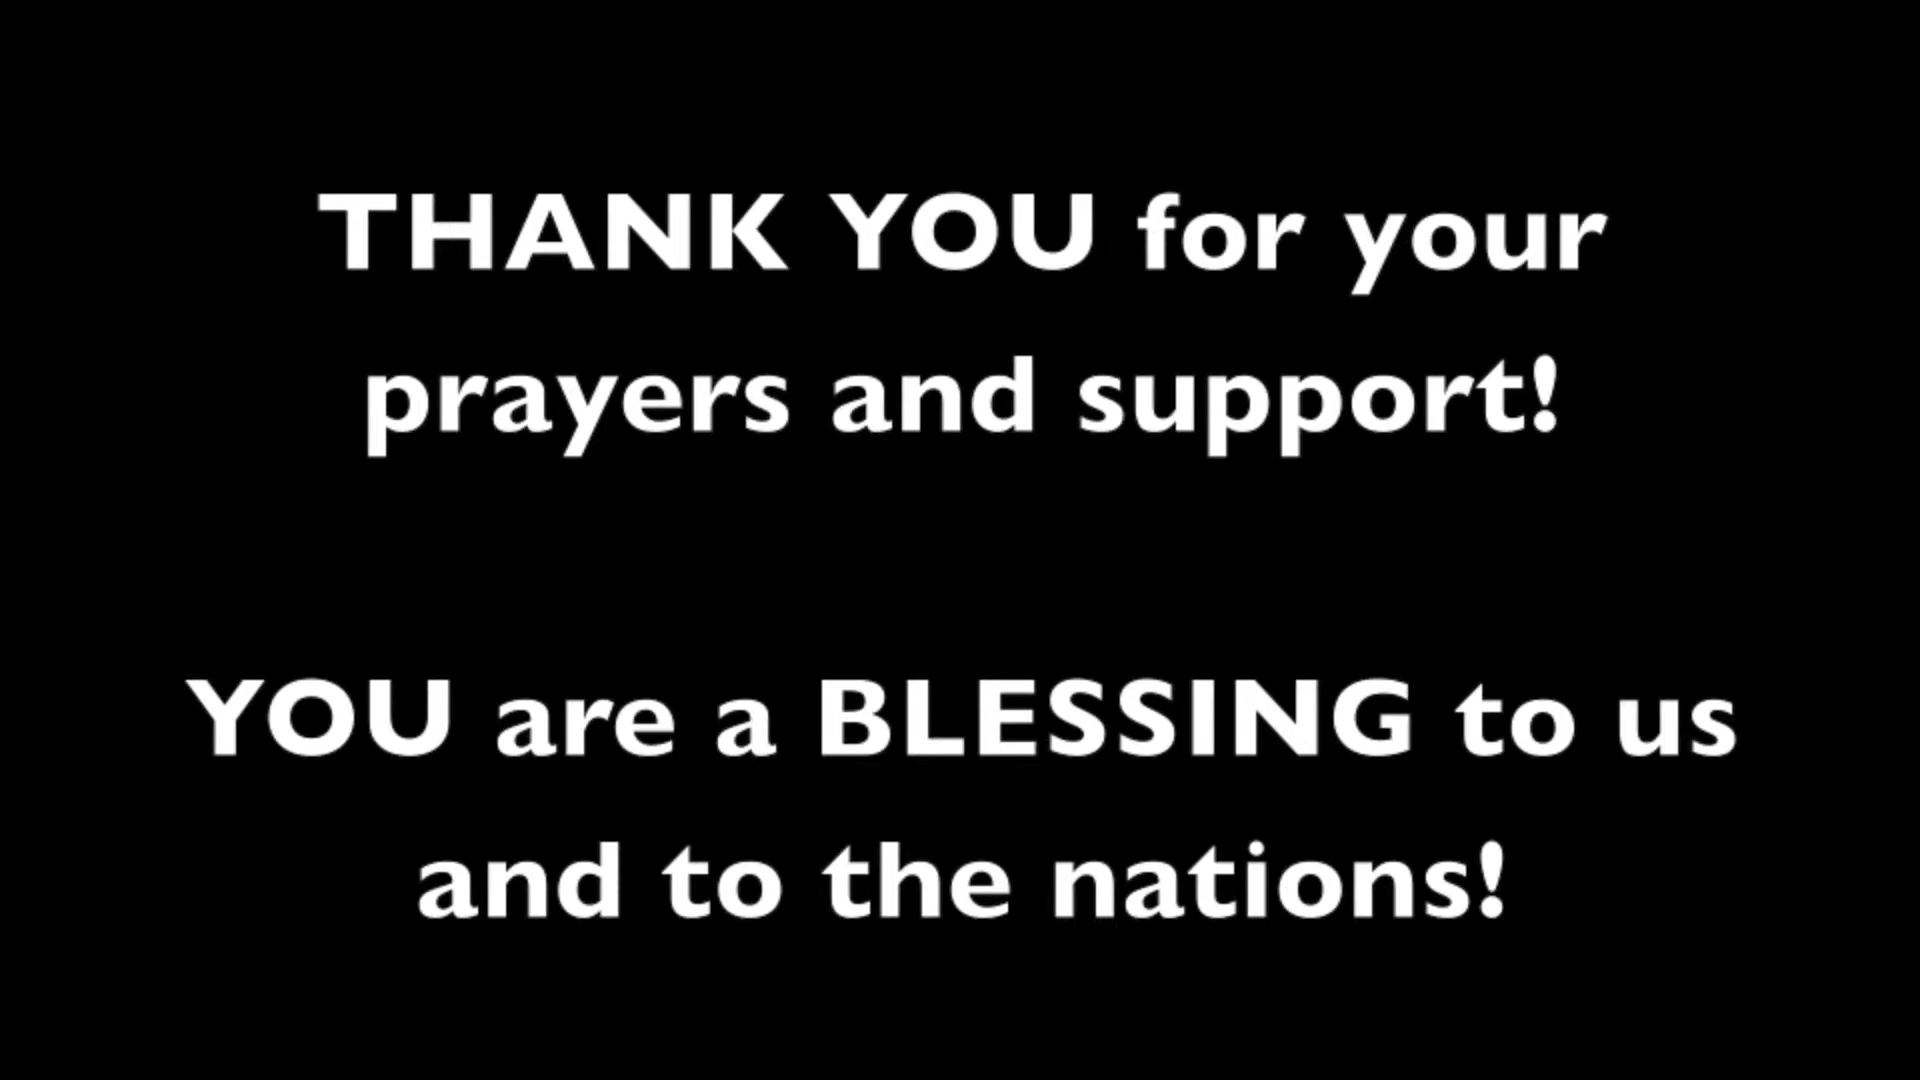 THANK YOU for your
prayers and support!
YOU are a BLESSING to us
and to the nations!